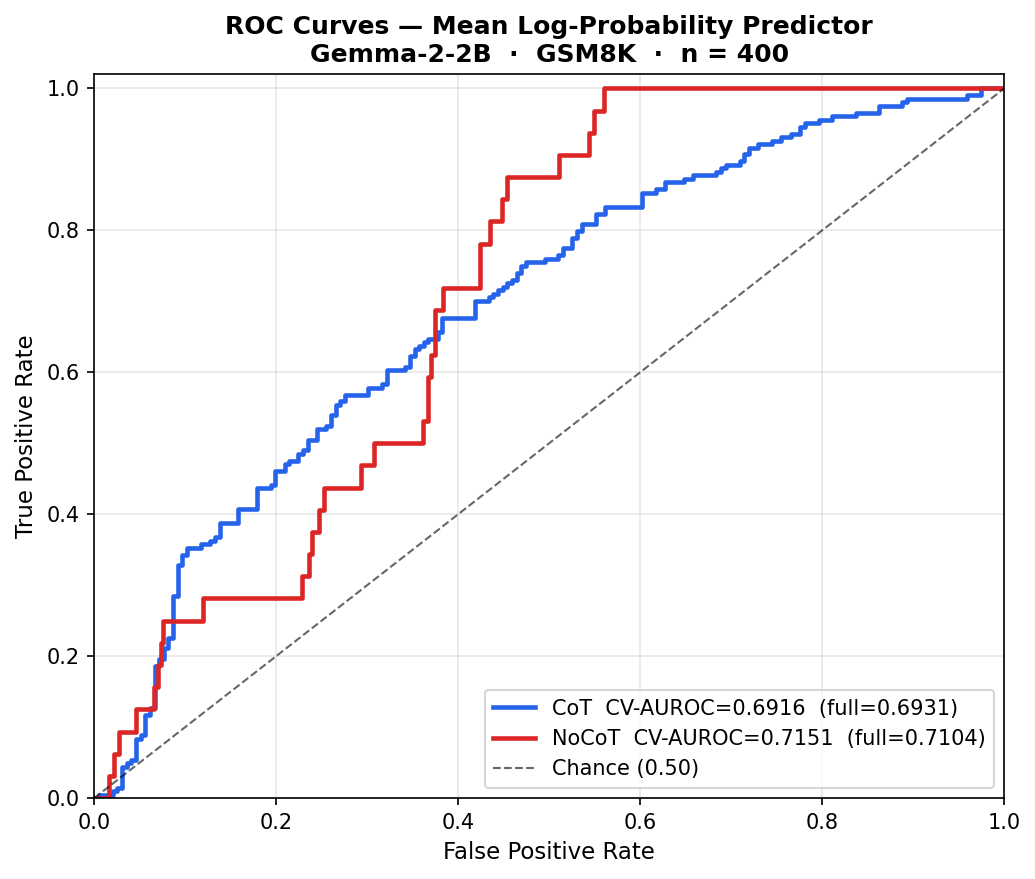 ROC Curves — Mean Log-Probability Predictor
Gemma-2-2B · GSM8K · n = 400
True Positive Rate
1.0
0.8
0.6
0.4
0.2
0.0
CoT CV-AUROC=0.6916 (full=0.6931)
NoCoT CV-AUROC=0.7151 (full=0.7104)
Chance (0.50)
0.0 0.2 0.4 0.6 0.8 1.0
False Positive Rate